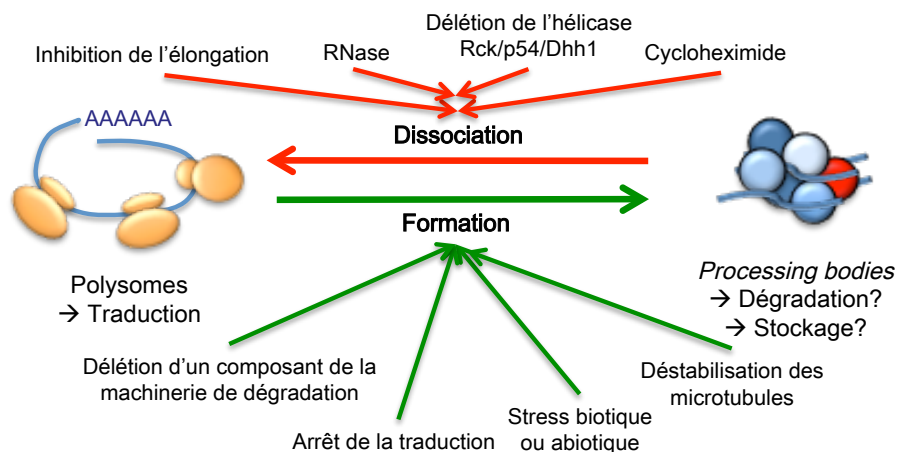 Inhibition de l'élongation
RNase
Délétion de l'hélicase
Rck/p54/Dhh1
Cycloheximide
AAAAAA
Dissociation
Formation
Polysomes
→ Traduction
Processing bodies
→ Dégradation?
→ Stockage?
Délétion d'un composant de la
machinerie de dégradation
Arrêt de la traduction
Stress biotique
ou abiotique
Déstabilisation des
microtubules